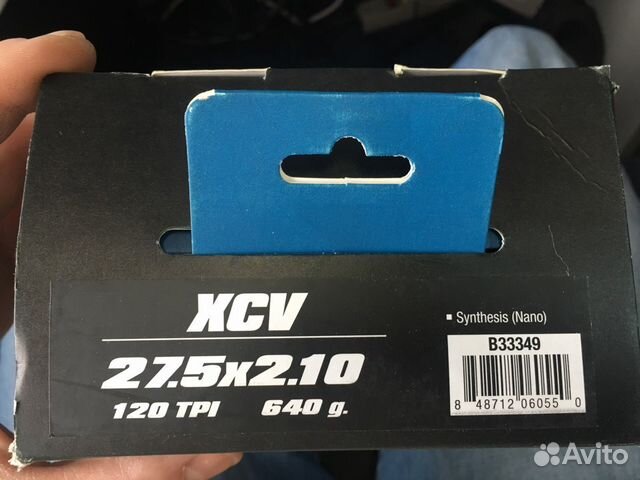 XCV
27.5x2.10
120 TPI 640 g.
▪ Synthesis (Nano)
B33349
8 48712 06055 0
Avito